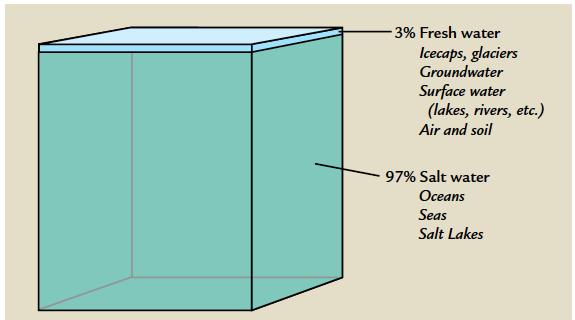 3% Fresh water
Icecaps, glaciers
Groundwater
Surface water
(lakes, rivers, etc.)
Air and soil
97% Salt water
Oceans
Seas
Salt Lakes